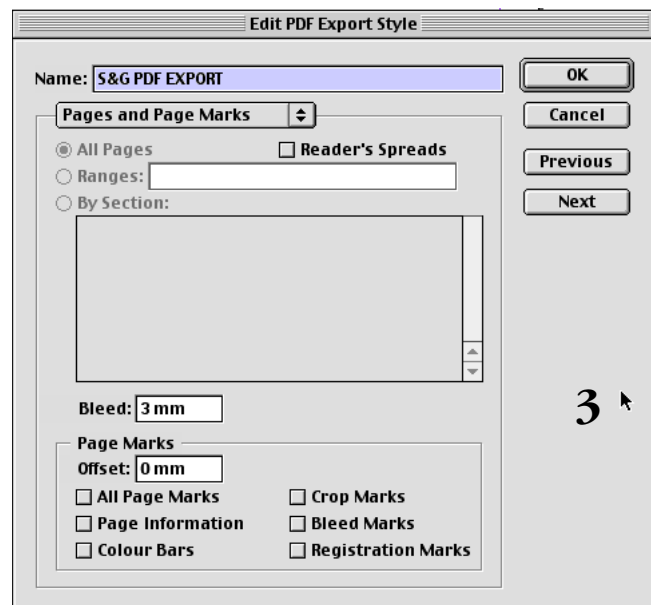 Edit PDF Export Style
Name: S&G PDF EXPORT
OK
Pages and Page Marks
Cancel
All Pages
Reader's Spreads
Previous
Ranges:
Next
By Section:
Bleed: 3 mm
3
Page Marks
Offset: 0 mm
All Page Marks
Crop Marks
Page Information
Bleed Marks
Colour Bars
Registration Marks